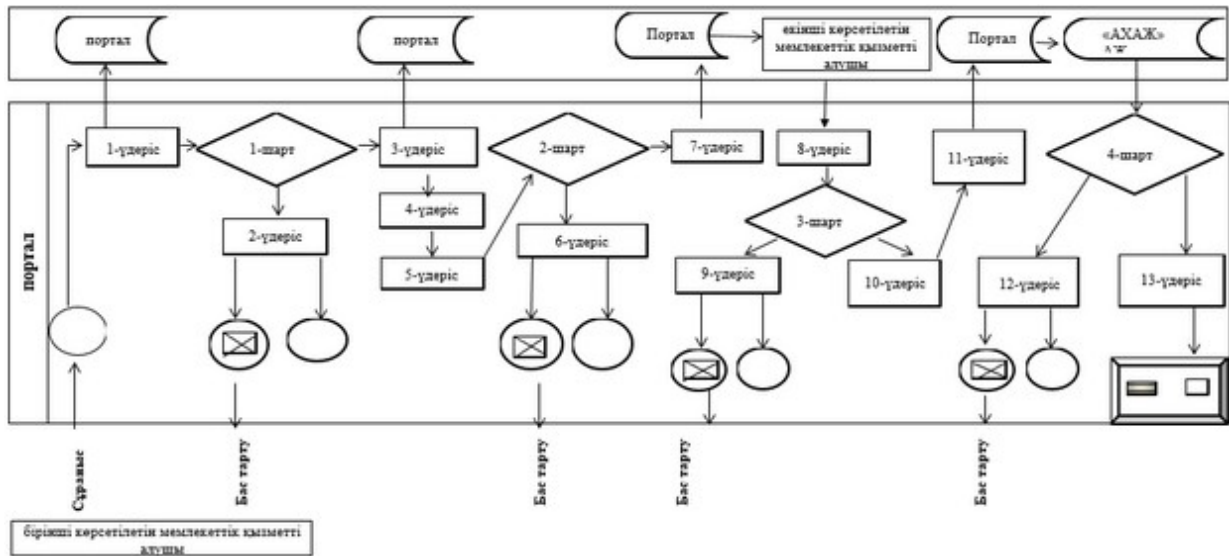 портал
портал
Портал
екінші көрсетілетін
мемлекеттік қызметті
алушы
Портал
«АХАЖ»
АЖ
портал
1-үдеріс
1-шарт
3-үдеріс
2-шарт
7-үдеріс
8-үдеріс
11-үдеріс
4-шарт
4-үдеріс
3-шарт
2-үдеріс
6-үдеріс
5-үдеріс
9-үдеріс
10-үдеріс
12-үдеріс
13-үдеріс
Сұраныс
Бас тарту
Бас тарту
Бас тарту
Бас тарту
бірінші көрсетілетін мемлекеттік қызметті
алушы